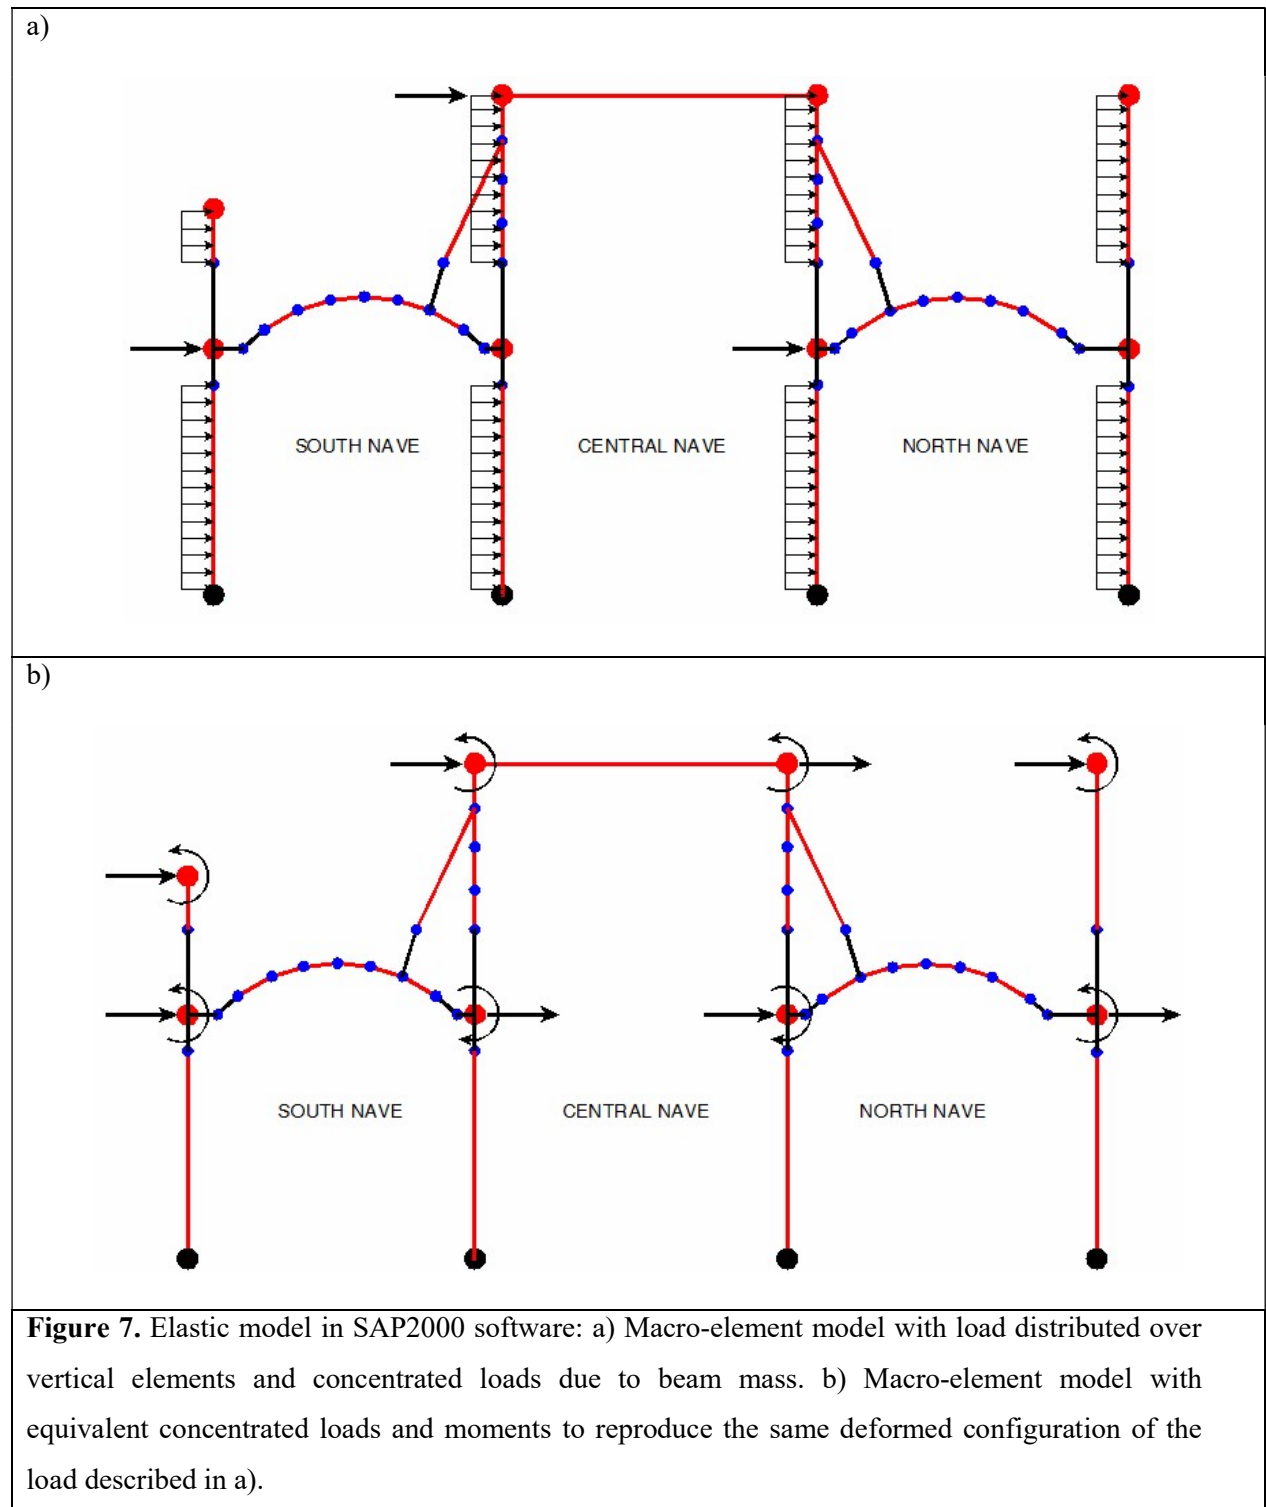 a)
SOUTH NAVE
CENTRAL NAVE
NORTH NAVE
b)
SOUTH NAVE
CENTRAL NAVE
NORTH NAVE
Figure 7. Elastic model in SAP2000 software: a) Macro-element model with load distributed over
vertical elements and concentrated loads due to beam mass. b) Macro-element model with
equivalent concentrated loads and moments to reproduce the same deformed configuration of the
load described in a).